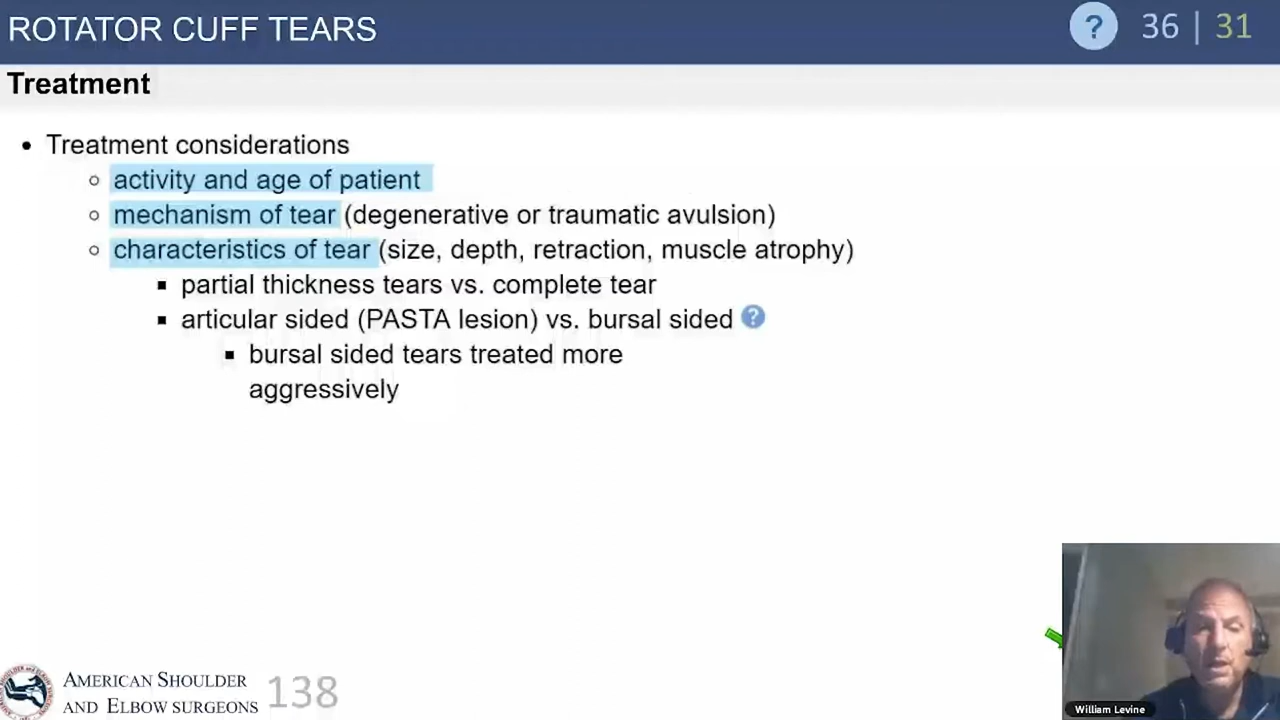 ROTATOR CUFF TEARS
? 36 | 31
Treatment
• Treatment considerations
○ activity and age of patient
○ mechanism of tear (degenerative or traumatic avulsion)
○ characteristics of tear (size, depth, retraction, muscle atrophy)
▪ partial thickness tears vs. complete tear
▪ articular sided (PASTA lesion) vs. bursal sided ?
▪ bursal sided tears treated more
aggressively
AMERICAN SHOULDER
AND ELBOW SURGEONS
138
William Levine